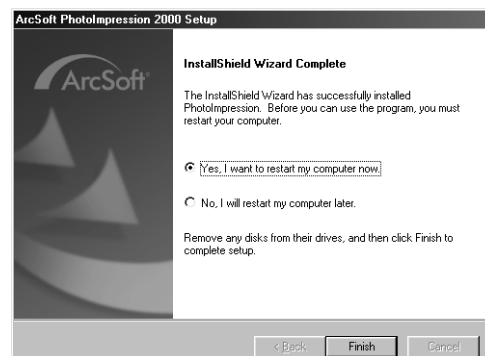 ArcSoft PhotoImpression 2000 Setup
ArcSoft
InstallShield Wizard Complete
The InstallShield Wizard has successfully installed
PhotoImpression. Before you can use the program, you must
restart your computer.
Yes, I want to restart my computer now.
No, I will restart my computer later.
Remove any disks from their drives, and then click Finish to
complete setup.
< Back Finish Cancel